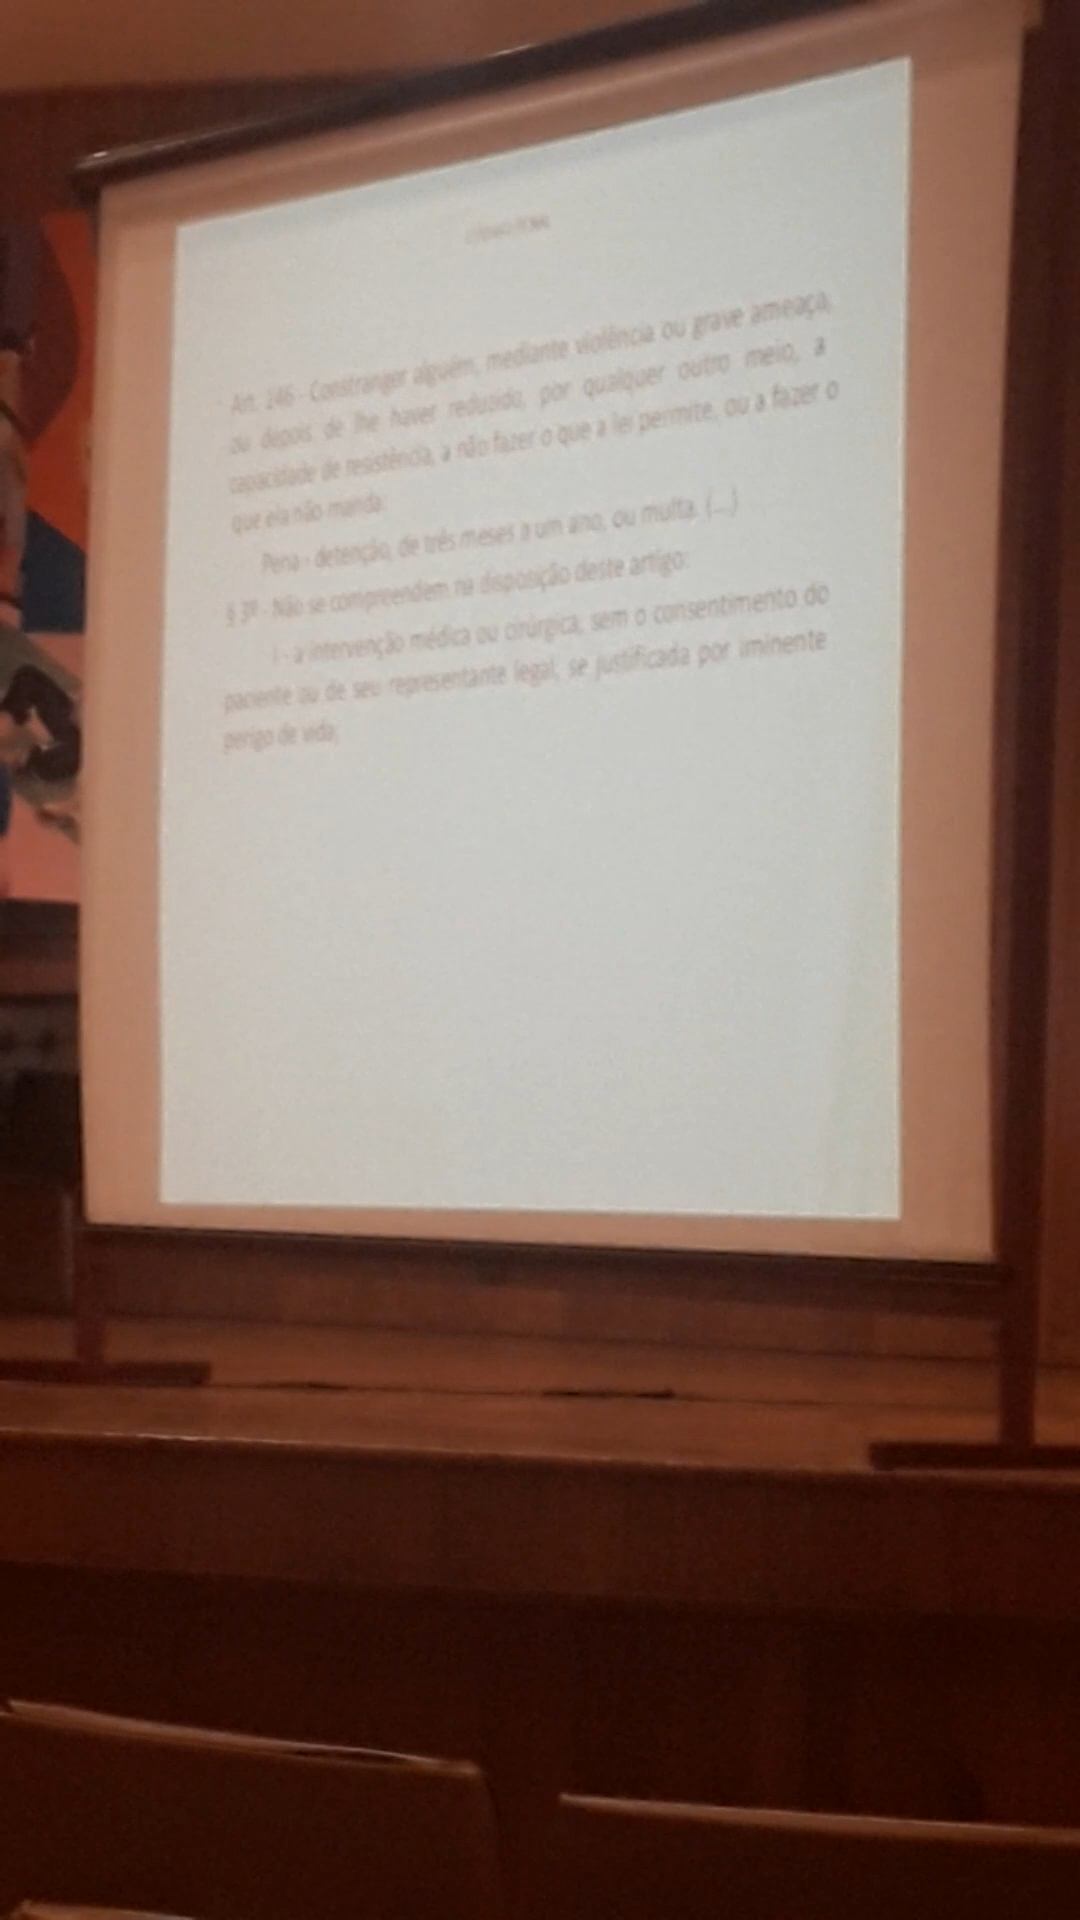 CÓDIGO PENAL
Art. 146 - Constranger alguém, mediante violência ou grave ameaça,
ou depois de lhe haver reduzido, por qualquer outro meio, a
capacidade de resistência, a não fazer o que a lei permite, ou a fazer o
que ela não manda:
Pena - detenção, de três meses a um ano, ou multa. (...)
§ 3º - Não se compreendem na disposição deste artigo:
I - a intervenção médica ou cirúrgica, sem o consentimento do
paciente ou de seu representante legal, se justificada por iminente
perigo de vida;